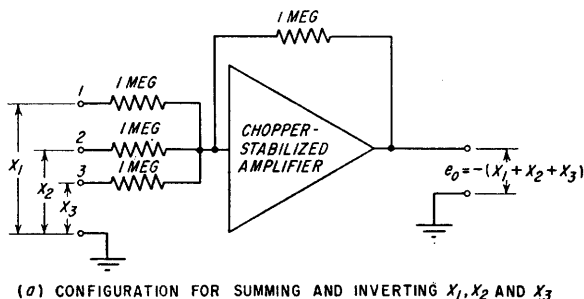 1 MEG
1 MEG
1
1 MEG
2
1 MEG
3
X1
X2
X3
CHOPPER-
STABILIZED
AMPLIFIER
eo=-(X1+X2+X3)
(a) CONFIGURATION FOR SUMMING AND INVERTING X1,X2 AND X3